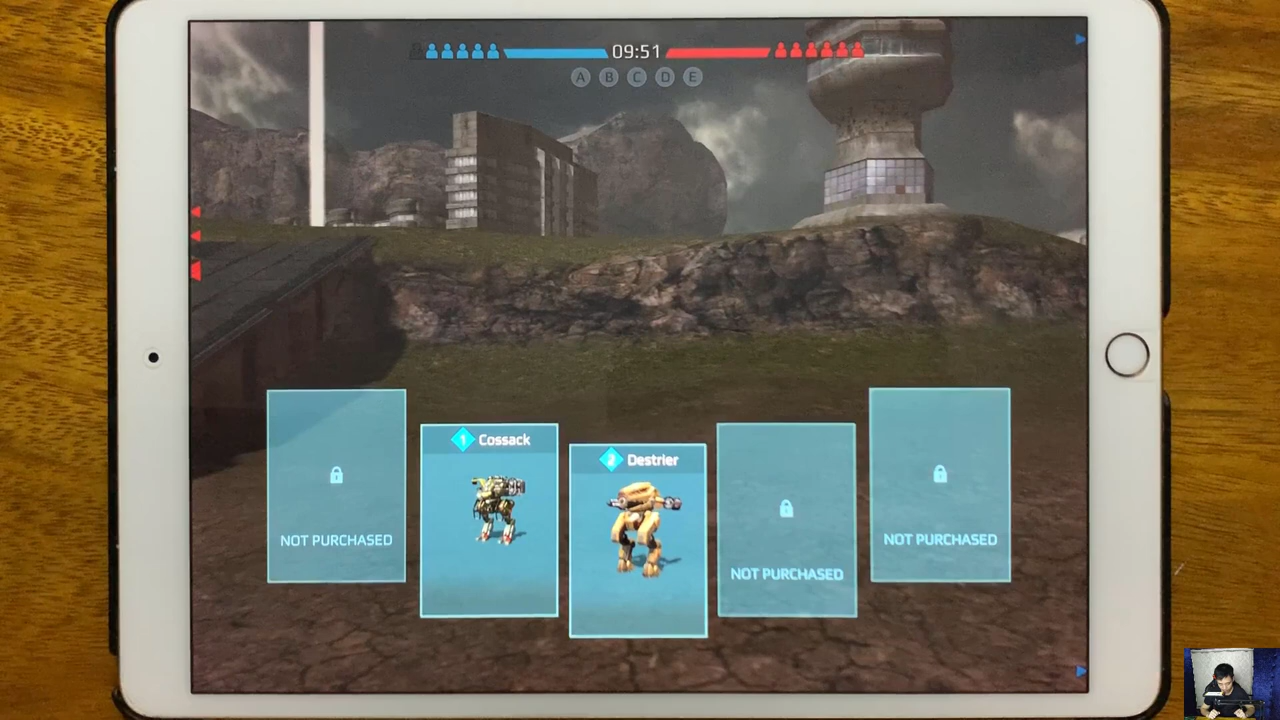 09:51
A B C D E
1 Cossack
2 Destrier
NOT PURCHASED
NOT PURCHASED
NOT PURCHASED